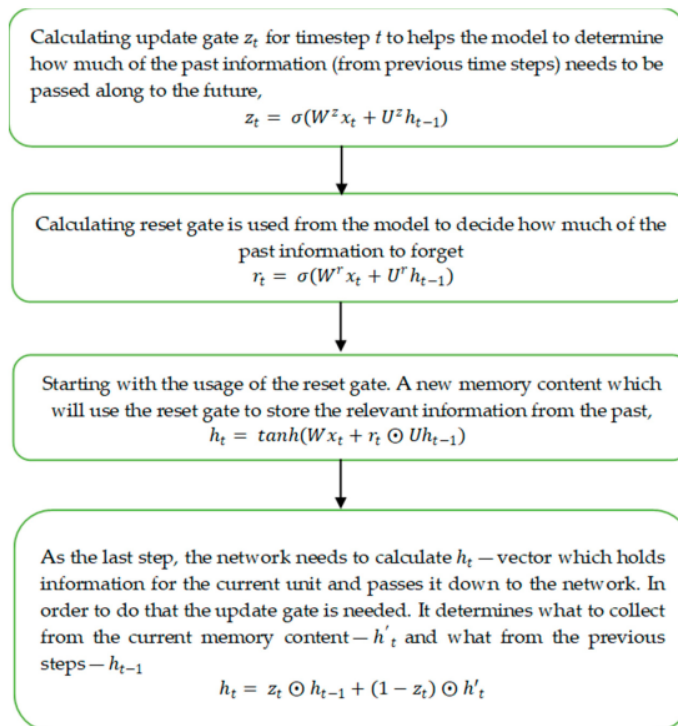 Calculating update gate z_t for timestep t to helps the model to determine
how much of the past information (from previous time steps) needs to be
passed along to the future,
z_t = σ(W^z x_t + U^z h_{t−1})
Calculating reset gate is used from the model to decide how much of the
past information to forget
r_t = σ(W^r x_t + U^r h_{t−1})
Starting with the usage of the reset gate. A new memory content which
will use the reset gate to store the relevant information from the past,
h_t = tanh(Wx_t + r_t ⊙ Uh_{t−1})
As the last step, the network needs to calculate h_t – vector which holds
information for the current unit and passes it down to the network. In
order to do that the update gate is needed. It determines what to collect
from the current memory content – h'_t and what from the previous
steps – h_{t−1}
h_t = z_t ⊙ h_{t−1} + (1 − z_t) ⊙ h'_t